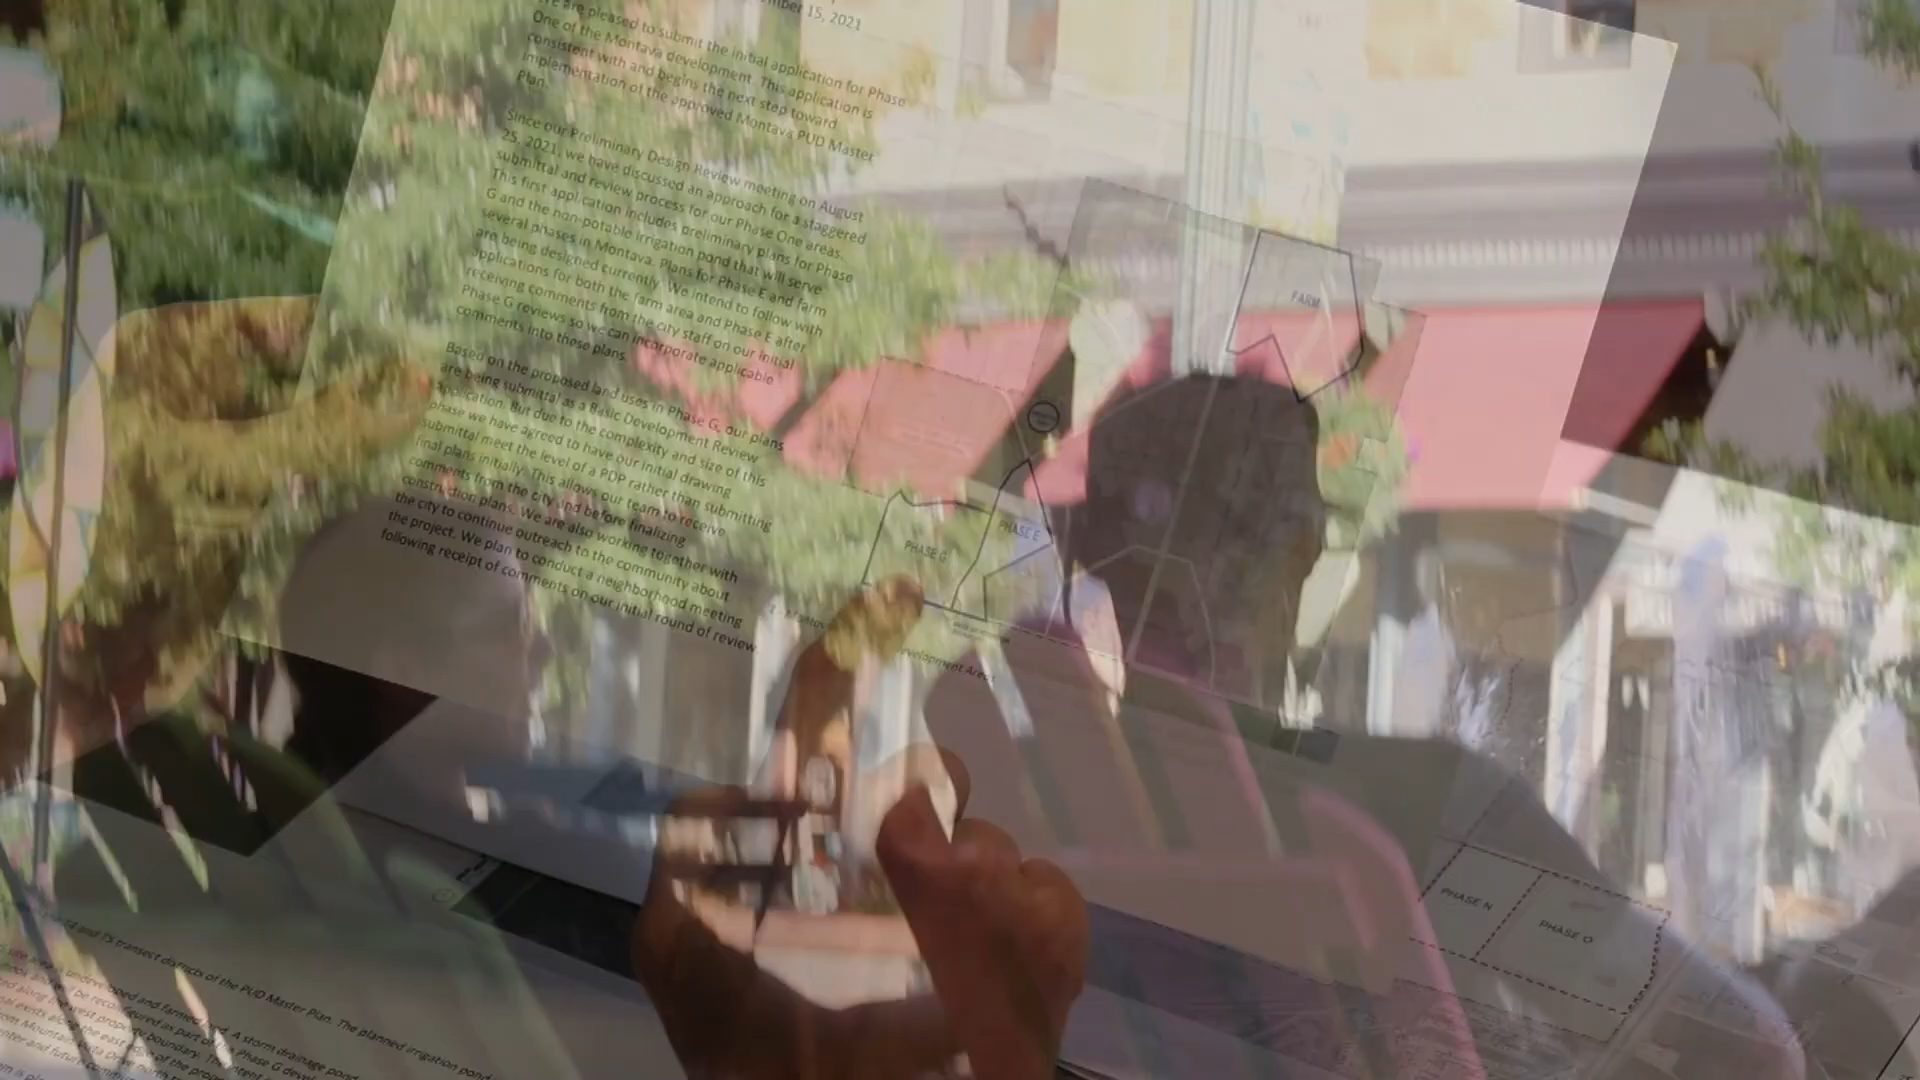 15, 2021
We are pleased to submit the initial application for Phase
One of the Montava development. This application is
consistent with and begins the next step toward
implementation of the approved Montava PUD Master
Plan.
Since our Preliminary Design Review meeting on August
25, 2021, we have discussed an approach for a staggered
submittal and review process for our Phase One areas.
This first application includes preliminary plans for Phase
G and the non-potable irrigation pond that will serve
several phases in Montava. Plans for Phase E and farm
are being designed currently. We intend to follow with
applications for both the farm area and Phase E after
receiving comments from the city staff on our initial
Phase G reviews so we can incorporate applicable
comments into these plans.
Based on the proposed land uses in Phase G, our plans
are being submittal as a Basic Development Review
application. But due to the complexity and size of this
phase we have agreed to have our initial drawing
submittal meet the level of a PDP rather than submitting
final plans initially. This allows our team to receive
comments from the city and before finalizing
construction plans. We are also working together with
the city to continue outreach to the community about
the project. We plan to conduct a neighborhood meeting
following receipt of comments on our initial round of review.
FARM
PHASE E
PHASE G
PHASE N
PHASE O
and T5 transect districts of the PUD Master Plan. The planned irrigation pond